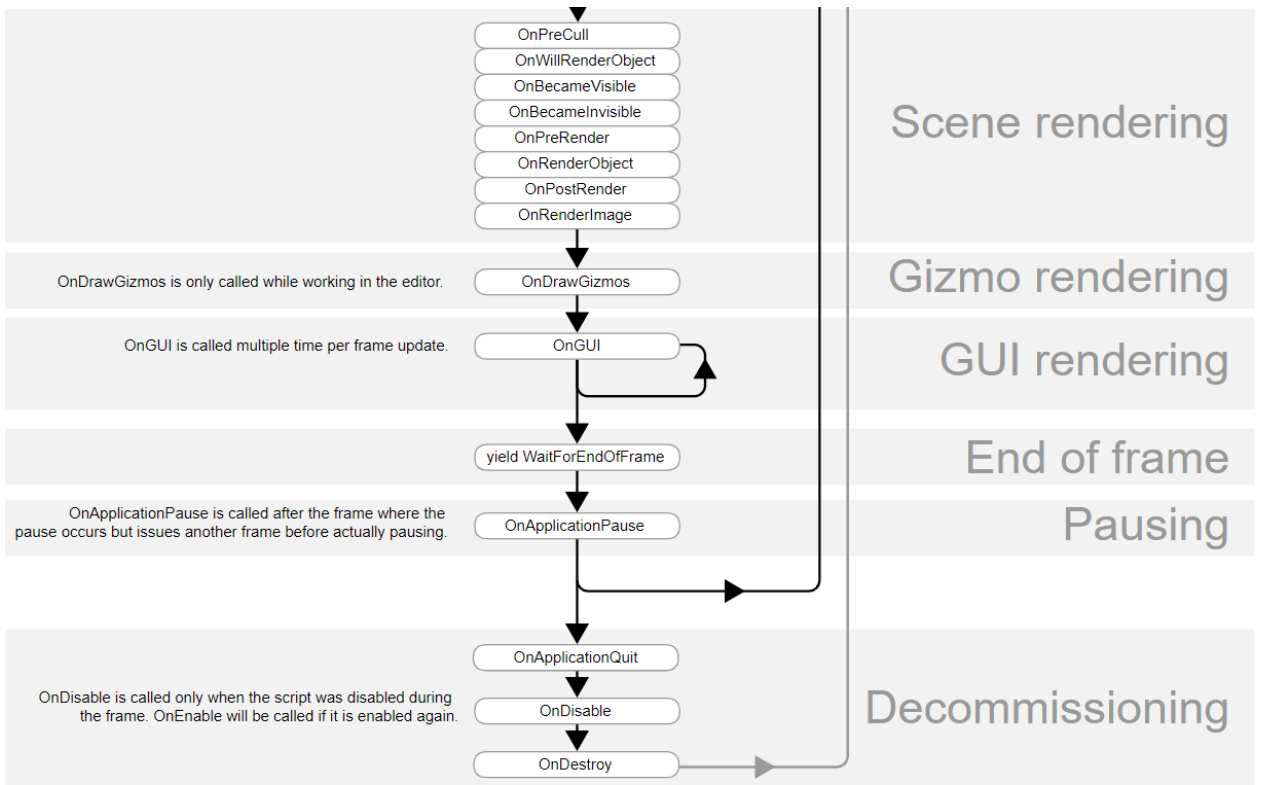 OnPreCull
OnWillRenderObject
OnBecameVisible
OnBecameInvisible
OnPreRender
OnRenderObject
OnPostRender
OnRenderImage
Scene rendering
OnDrawGizmos is only called while working in the editor.
OnDrawGizmos
Gizmo rendering
OnGUI is called multiple time per frame update.
OnGUI
GUI rendering
yield WaitForEndOfFrame
End of frame
OnApplicationPause is called after the frame where the
pause occurs but issues another frame before actually pausing.
OnApplicationPause
Pausing
OnApplicationQuit
OnDisable is called only when the script was disabled during
the frame. OnEnable will be called if it is enabled again.
OnDisable
OnDestroy
Decommissioning